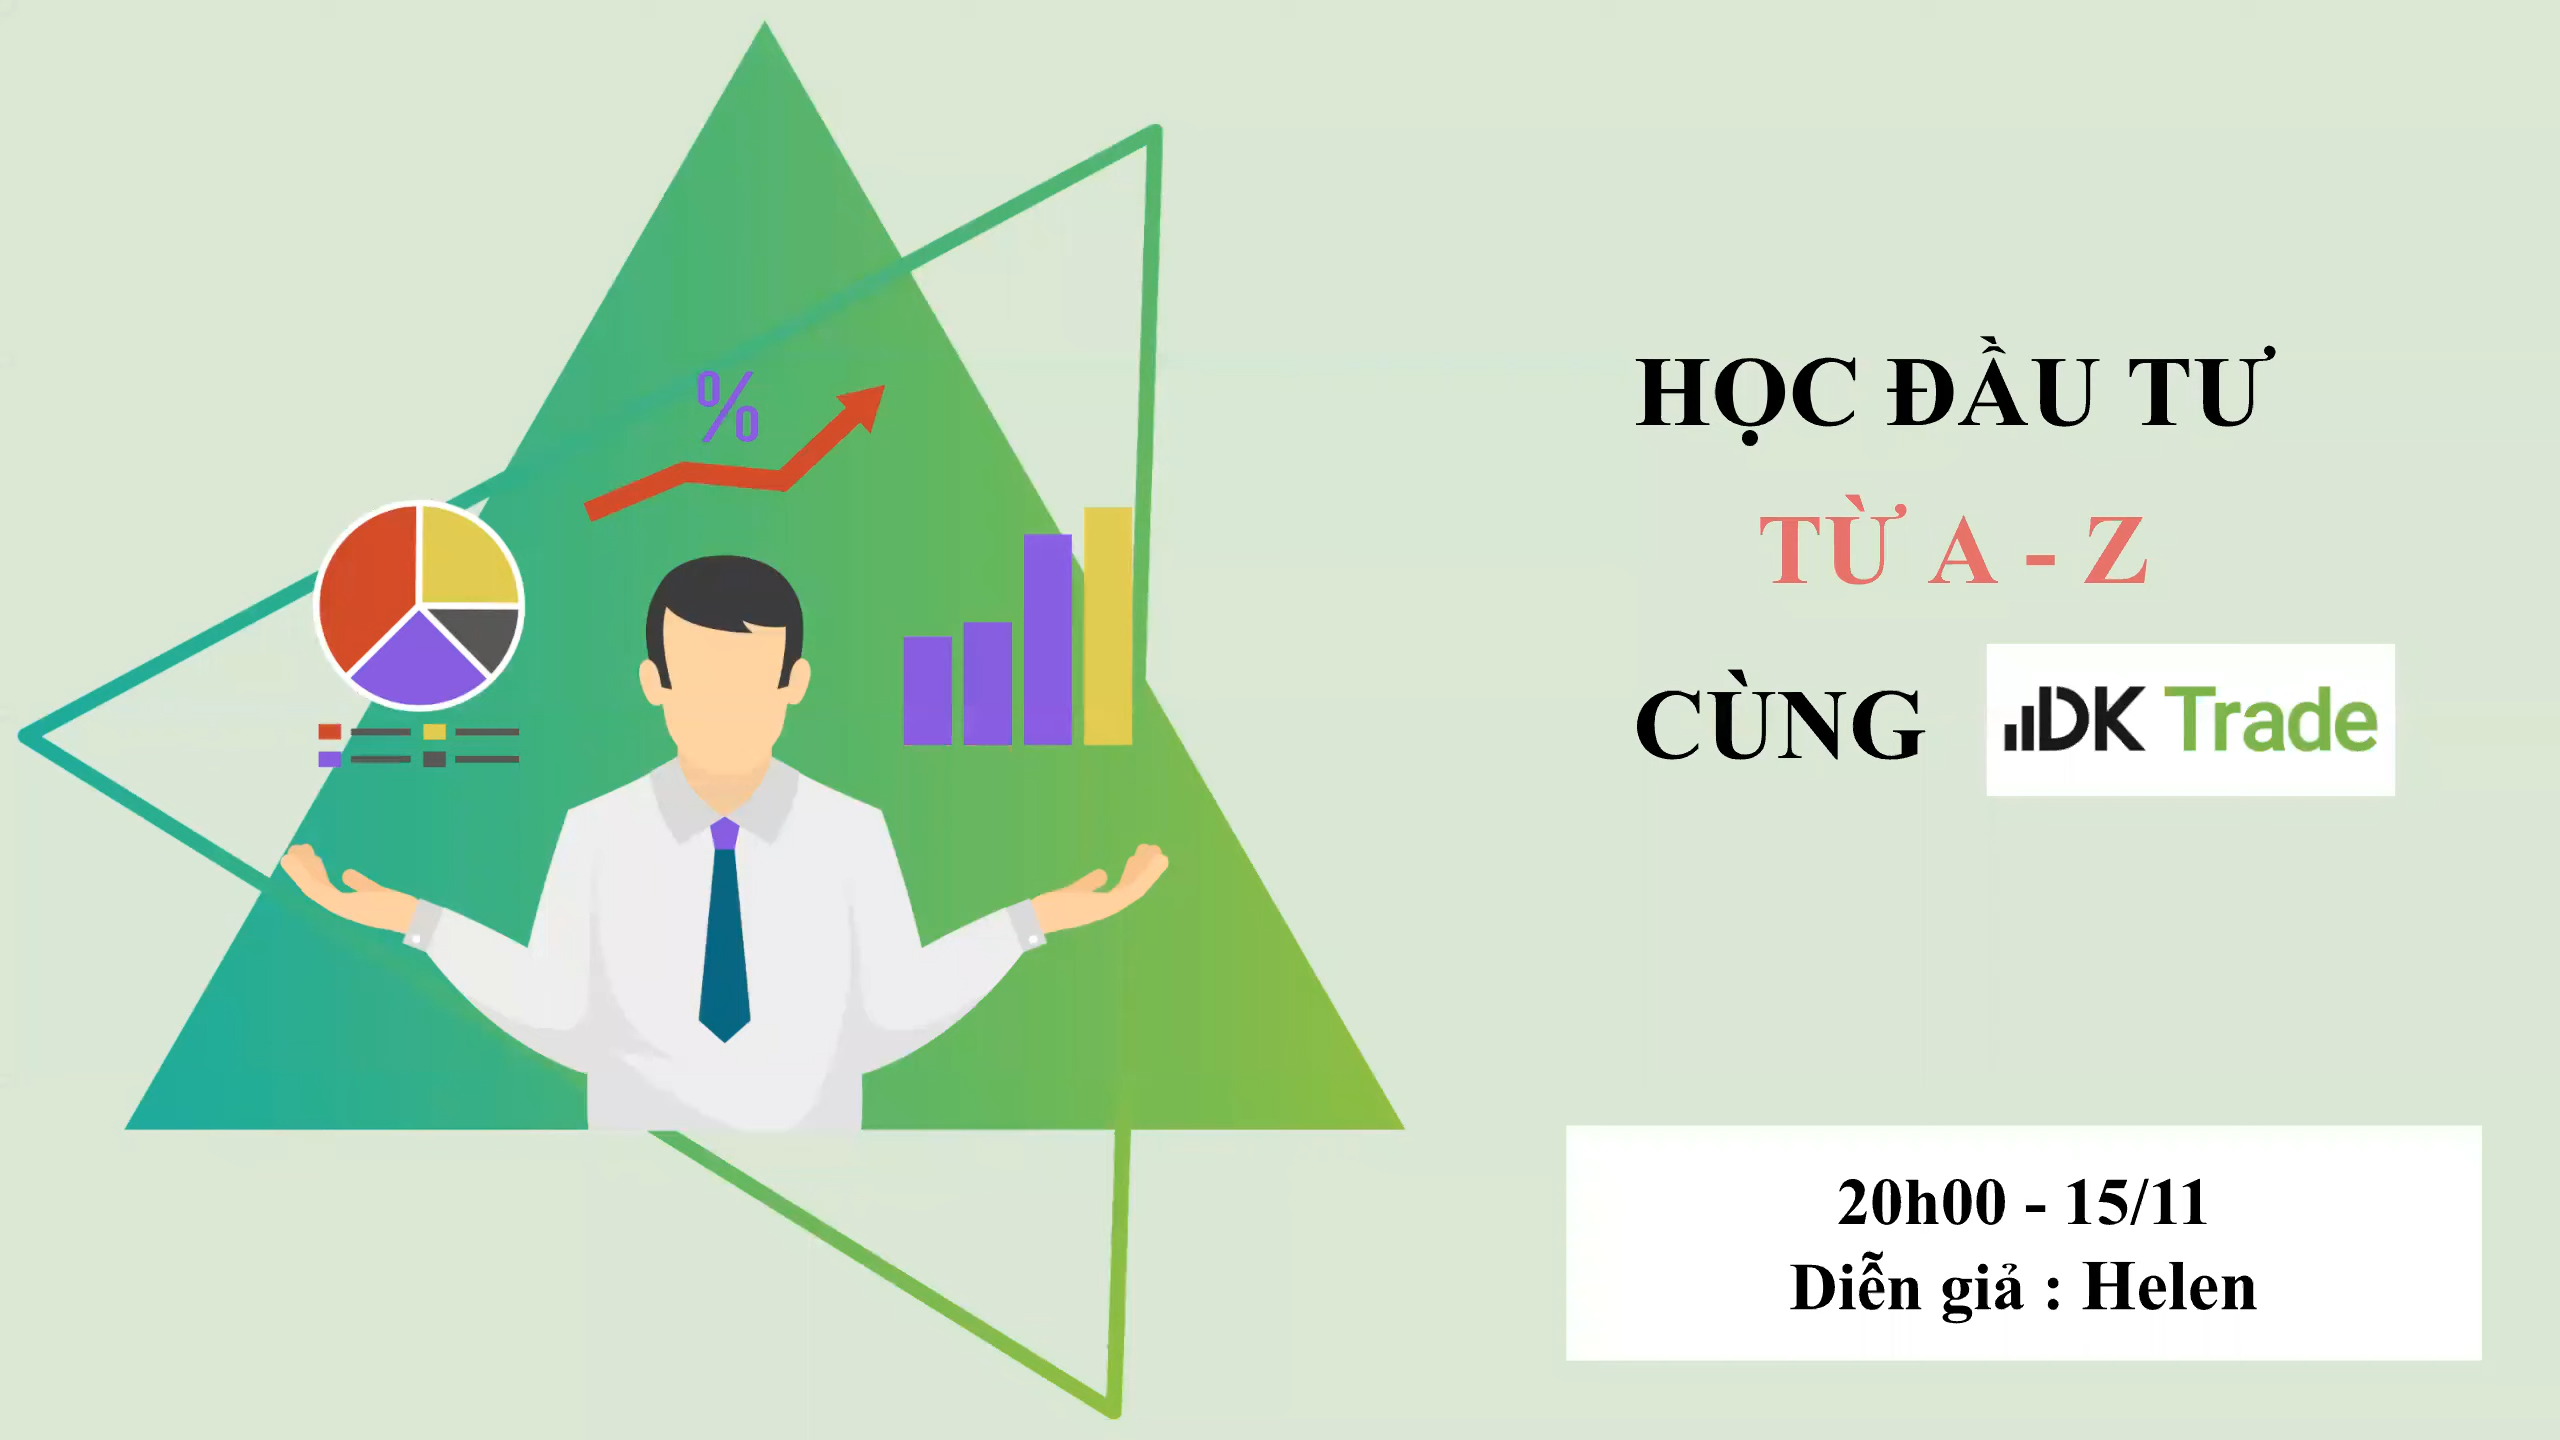 %
HỌC ĐẦU TƯ
TỪ A - Z
CÙNG DK Trade
20h00 - 15/11
Diễn giả : Helen